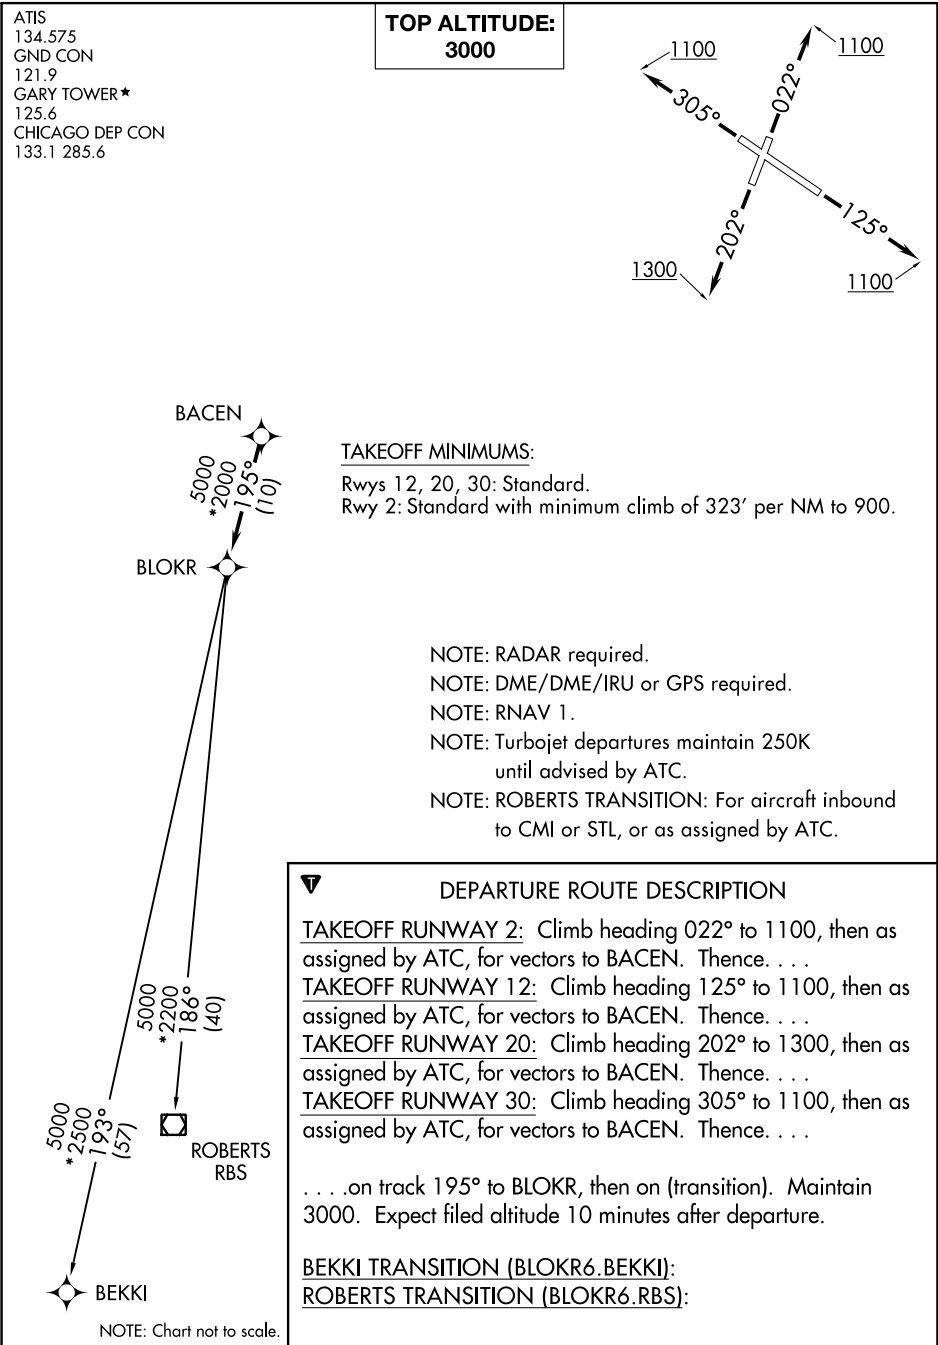 ATIS
134.575
GND CON
121.9
GARY TOWER★
125.6
CHICAGO DEP CON
133.1 285.6
TOP ALTITUDE:
3000
1100
1100
305°
022°
202°
125°
1300
1100
BACEN
5000
*2000
195°
(10)
BLOKR
TAKEOFF MINIMUMS:
Rwys 12, 20, 30: Standard.
Rwy 2: Standard with minimum climb of 323’ per NM to 900.
NOTE: RADAR required.
NOTE: DME/DME/IRU or GPS required.
NOTE: RNAV 1.
NOTE: Turbojet departures maintain 250K
until advised by ATC.
NOTE: ROBERTS TRANSITION: For aircraft inbound
to CMI or STL, or as assigned by ATC.
5000
*2200
186°
(40)
5000
*2500
193°
(57)
ROBERTS
RBS
BEKKI
NOTE: Chart not to scale.
T
DEPARTURE ROUTE DESCRIPTION
TAKEOFF RUNWAY 2: Climb heading 022° to 1100, then as
assigned by ATC, for vectors to BACEN. Thence. . . .
TAKEOFF RUNWAY 12: Climb heading 125° to 1100, then as
assigned by ATC, for vectors to BACEN. Thence. . . .
TAKEOFF RUNWAY 20: Climb heading 202° to 1300, then as
assigned by ATC, for vectors to BACEN. Thence. . . .
TAKEOFF RUNWAY 30: Climb heading 305° to 1100, then as
assigned by ATC, for vectors to BACEN. Thence. . . .
. . . .on track 195° to BLOKR, then on (transition). Maintain
3000. Expect filed altitude 10 minutes after departure.
BEKKI TRANSITION (BLOKR6.BEKKI):
ROBERTS TRANSITION (BLOKR6.RBS):